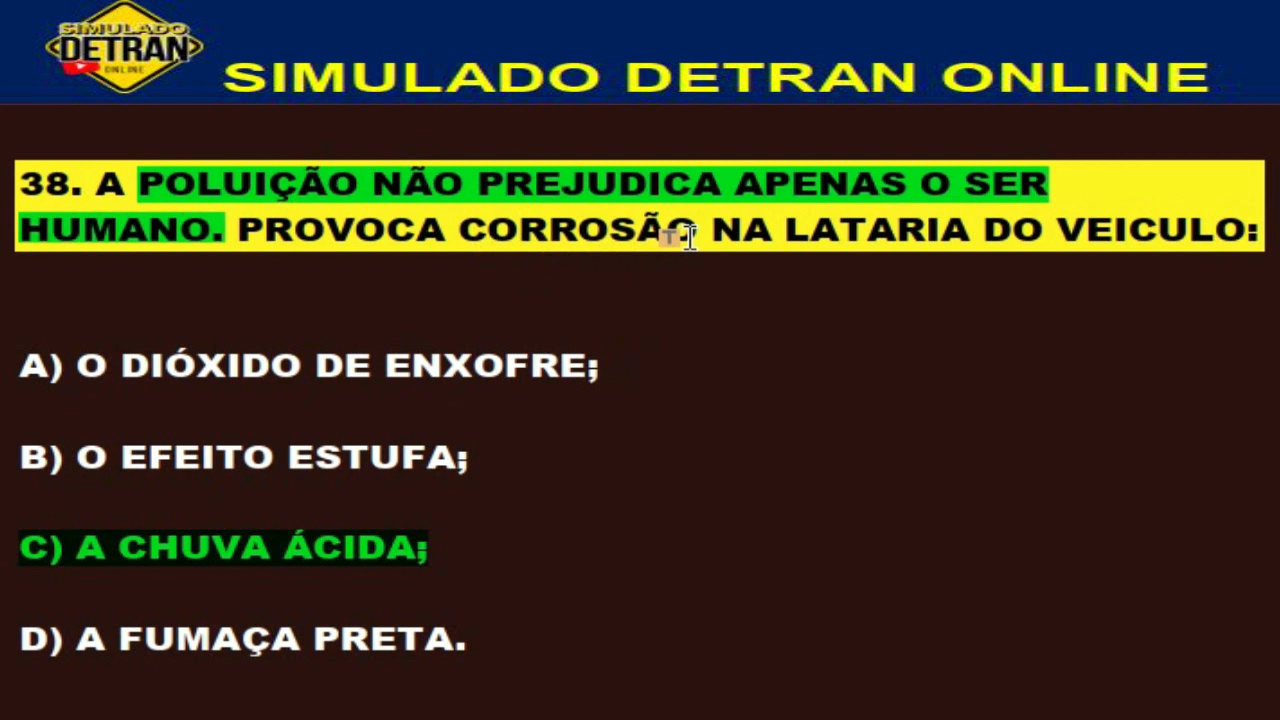 SIMULADO
DETRAN
ONLINE
SIMULADO DETRAN ONLINE
38. A POLUIÇÃO NÃO PREJUDICA APENAS O SER
HUMANO. PROVOCA CORROSÃO NA LATARIA DO VEICULO:
A) O DIÓXIDO DE ENXOFRE;
B) O EFEITO ESTUFA;
C) A CHUVA ÁCIDA;
D) A FUMAÇA PRETA.